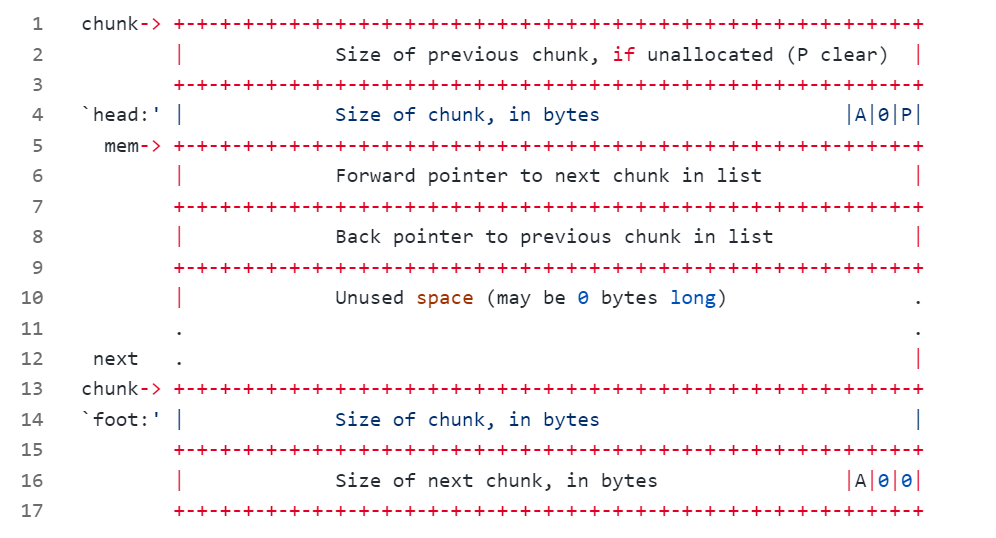 1 chunk-> +-+-+-+-+-+-+-+-+-+-+-+-+-+-+-+-+-+-+-+-+-+-+-+-+-+-+-+-+-+-+-+-+
2 | Size of previous chunk, if unallocated (P clear) |
3 +-+-+-+-+-+-+-+-+-+-+-+-+-+-+-+-+-+-+-+-+-+-+-+-+-+-+-+-+-+-+-+-+
4 `head:' | Size of chunk, in bytes |A|0|P|
5 mem-> +-+-+-+-+-+-+-+-+-+-+-+-+-+-+-+-+-+-+-+-+-+-+-+-+-+-+-+-+-+-+-+-+
6 | Forward pointer to next chunk in list |
7 +-+-+-+-+-+-+-+-+-+-+-+-+-+-+-+-+-+-+-+-+-+-+-+-+-+-+-+-+-+-+-+-+
8 | Back pointer to previous chunk in list |
9 +-+-+-+-+-+-+-+-+-+-+-+-+-+-+-+-+-+-+-+-+-+-+-+-+-+-+-+-+-+-+-+-+
10 | Unused space (may be 0 bytes long) .
11 . .
12 next . |
13 chunk-> +-+-+-+-+-+-+-+-+-+-+-+-+-+-+-+-+-+-+-+-+-+-+-+-+-+-+-+-+-+-+-+-+
14 `foot:' | Size of chunk, in bytes |
15 +-+-+-+-+-+-+-+-+-+-+-+-+-+-+-+-+-+-+-+-+-+-+-+-+-+-+-+-+-+-+-+-+
16 | Size of next chunk, in bytes |A|0|0|
17 +-+-+-+-+-+-+-+-+-+-+-+-+-+-+-+-+-+-+-+-+-+-+-+-+-+-+-+-+-+-+-+-+